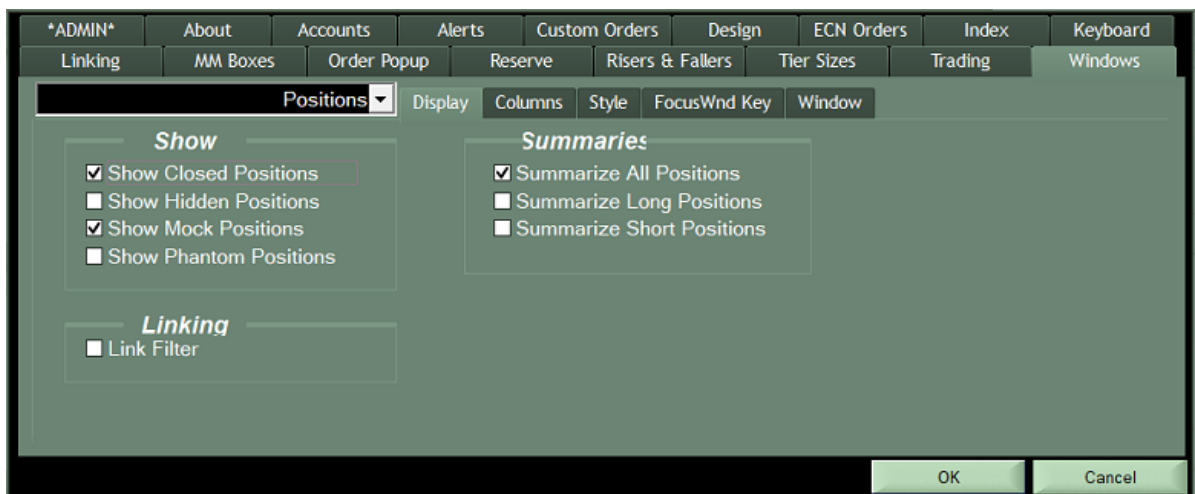 *ADMIN* About Accounts Alerts Custom Orders Design ECN Orders Index Keyboard
Linking MM Boxes Order Popup Reserve Risers & Fallers Tier Sizes Trading Windows
Positions Display Columns Style FocusWnd Key Window
Show Summaries
Show Closed Positions Summarize All Positions
Show Hidden Positions Summarize Long Positions
Show Mock Positions Summarize Short Positions
Show Phantom Positions
Linking
Link Filter
OK Cancel